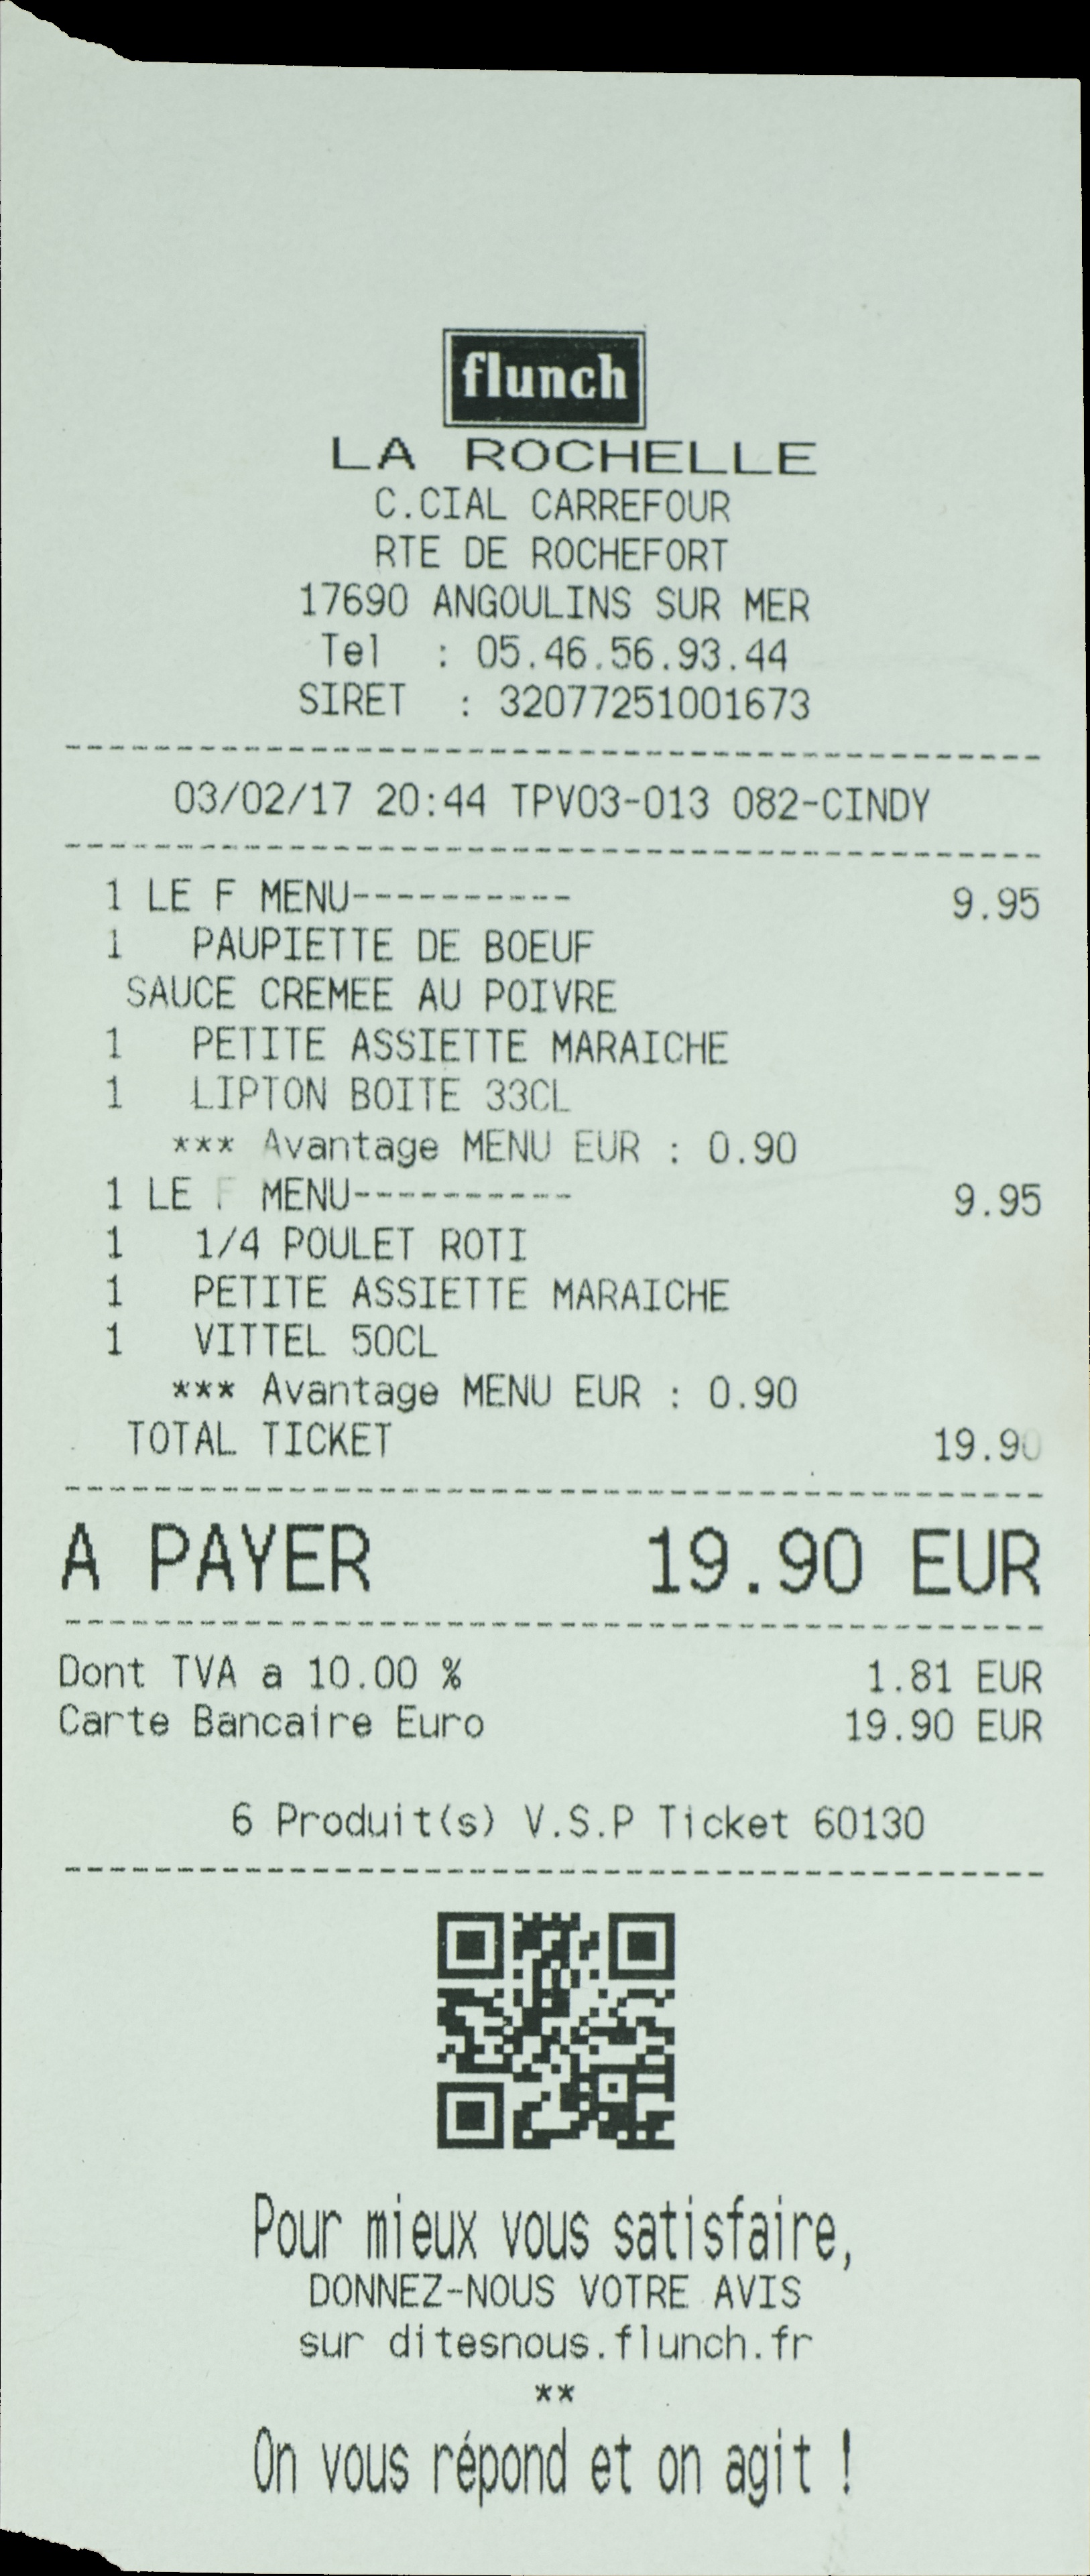 flunch
LA ROCHELLE
C.CIAL CARREFOUR
RTE DE ROCHEFORT
17690 ANGOULINS SUR MER
Tel : 05.46.56.93.44
SIRET : 32077251001673
------------------------------------------
03/02/17 20:44 TPV03-013 082-CINDY
------------------------------------------
1 LE F MENU---------- 9.95
1 PAUPIETTE DE BOEUF
SAUCE CREMEE AU POIVRE
1 PETITE ASSIETTE MARAICHE
1 LIPTON BOITE 33CL
*** Avantage MENU EUR : 0.90
1 LE F MENU---------- 9.95
1 1/4 POULET ROTI
1 PETITE ASSIETTE MARAICHE
1 VITTEL 50CL
*** Avantage MENU EUR : 0.90
TOTAL TICKET 19.90
------------------------------------------
A PAYER 19.90 EUR
------------------------------------------
Dont TVA a 10.00 % 1.81 EUR
Carte Bancaire Euro 19.90 EUR
6 Produit(s) V.S.P Ticket 60130
------------------------------------------
Pour mieux vous satisfaire,
DONNEZ-NOUS VOTRE AVIS
sur ditesnous.flunch.fr
**
On vous répond et on agit !